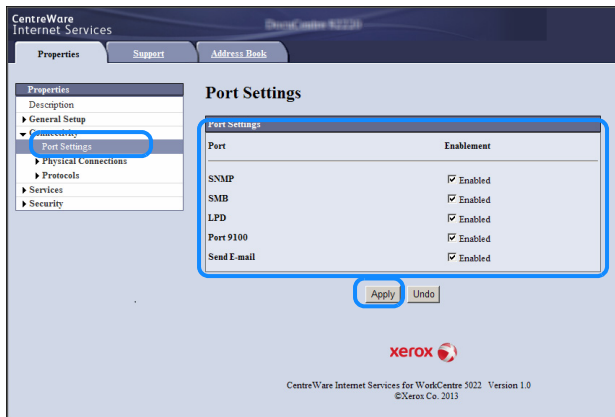 CentreWare
Internet Services
Properties
Support
Address Book
Properties
Description
General Setup
Connectivity
Port Settings
Physical Connections
Protocols
Services
Security
Port Settings
Port Settings
Port Enablement
SNMP Enabled
SMB Enabled
LPD Enabled
Port 9100 Enabled
Send E-mail Enabled
Apply Undo
xerox
CentreWare Internet Services for WorkCentre 5022 Version 1.0
©Xerox Co. 2013